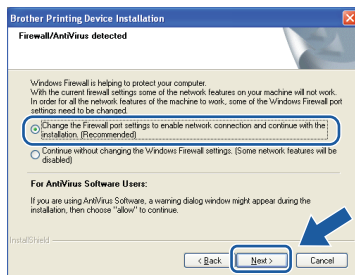 Brother Printing Device Installation
Firewall/AntiVirus detected
Windows Firewall is helping to protect your computer.
With the current firewall settings some of the network features on your machine will not work.
In order for all the network features of the machine to work, some of the Windows Firewall port
settings need to be changed.
Change the Firewall port settings to enable network connection and continue with the
installation. (Recommended)
Continue without changing the Windows Firewall settings. (Some network features will be
disabled)
For AntiVirus Software Users:
If you are using AntiVirus Software, a warning dialog window might appear during the
installation, then choose "allow" to continue.
InstallShield
< Back
Next >
Cancel